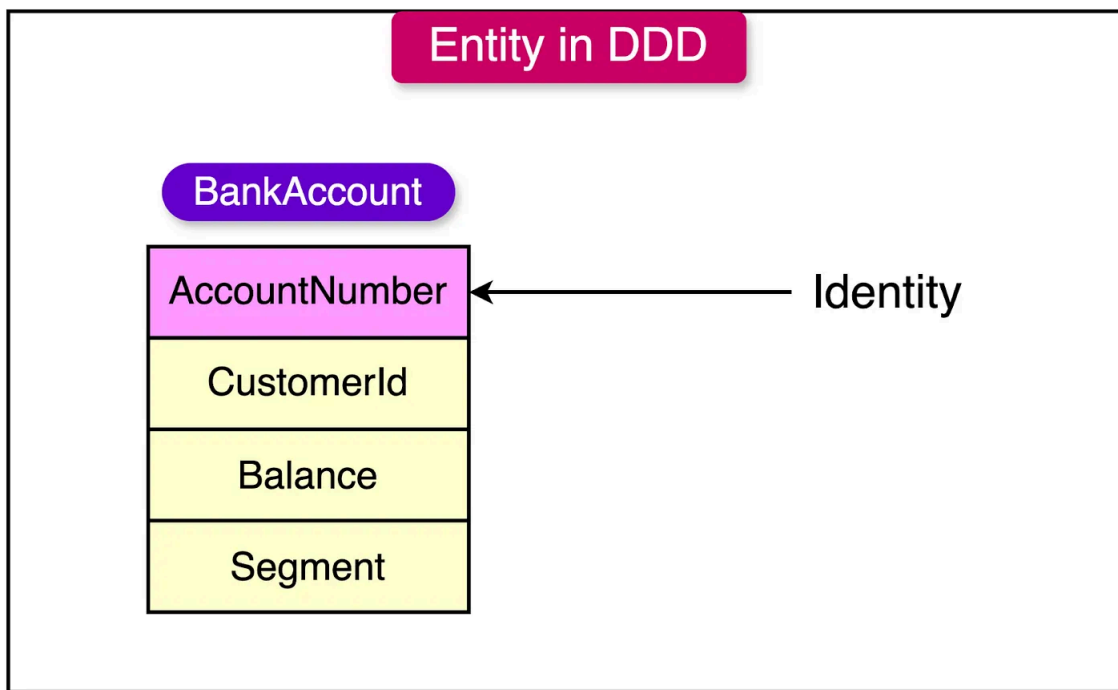 Entity in DDD
BankAccount
AccountNumber
Identity
CustomerId
Balance
Segment